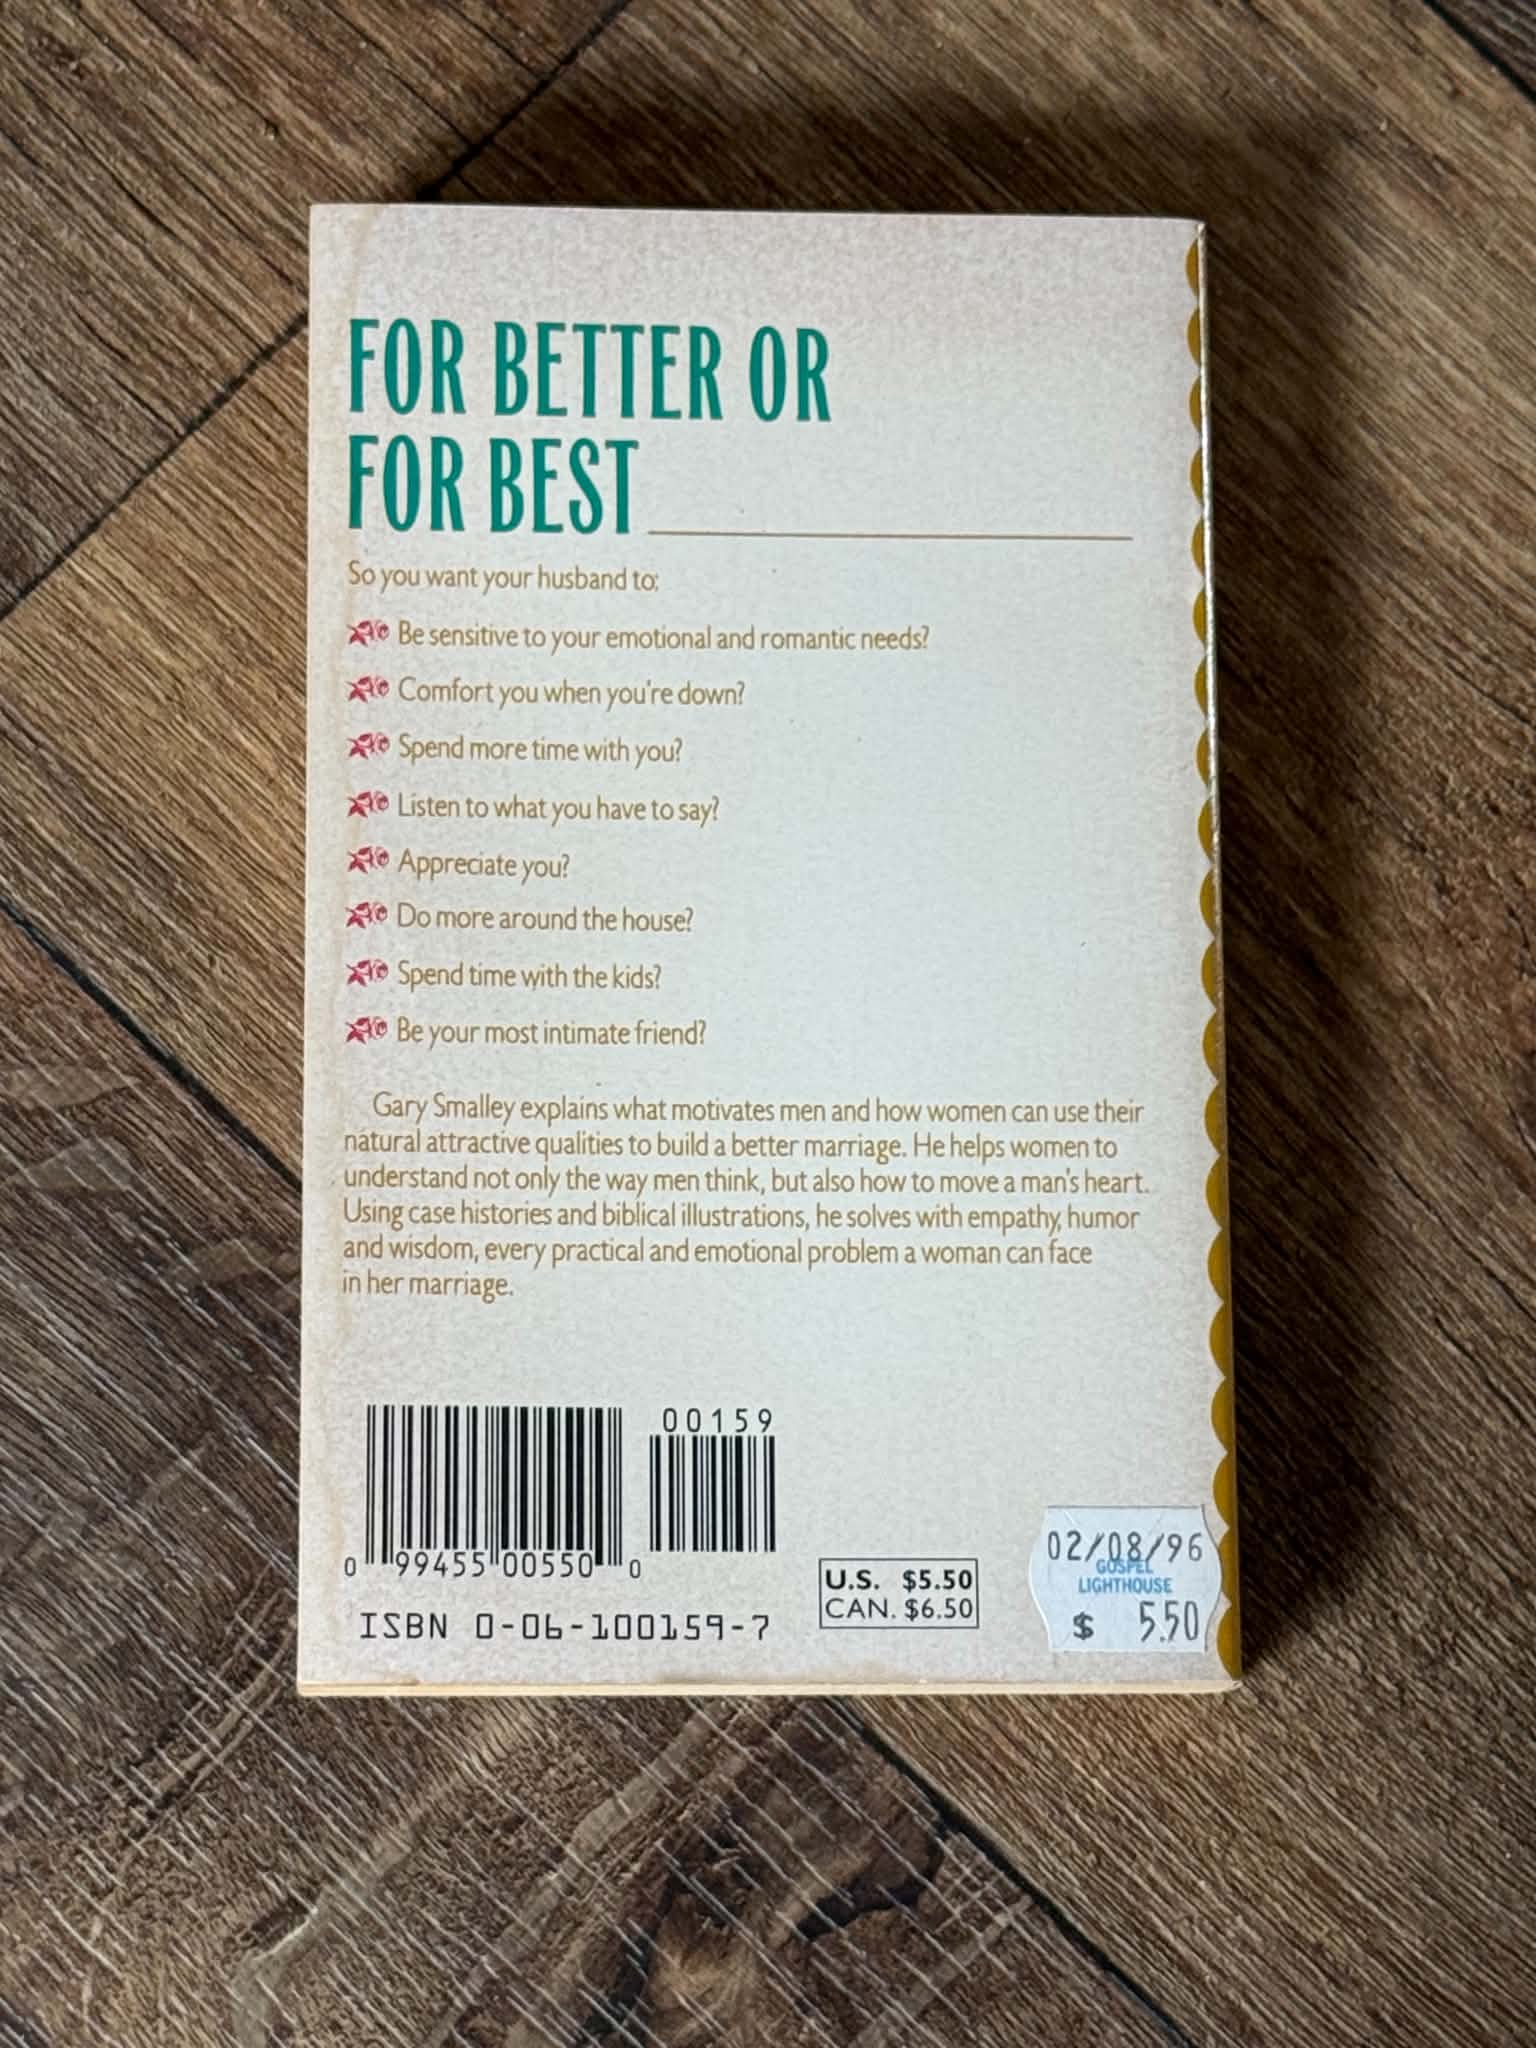 FOR BETTER OR
FOR BEST
So you want your husband to:
Be sensitive to your emotional and romantic needs?
Comfort you when you're down?
Spend more time with you?
Listen to what you have to say?
Appreciate you?
Do more around the house?
Spend time with the kids?
Be your most intimate friend?
Gary Smalley explains what motivates men and how women can use their
natural attractive qualities to build a better marriage. He helps women to
understand not only the way men think, but also how to move a man's heart.
Using case histories and biblical illustrations, he solves with empathy, humor
and wisdom, every practical and emotional problem a woman can face
in her marriage.
00159
0 99455 00550 0
ISBN 0-06-100159-7
U.S. $5.50
CAN. $6.50
02/08/96
GOSPEL
LIGHTHOUSE
$ 5.50